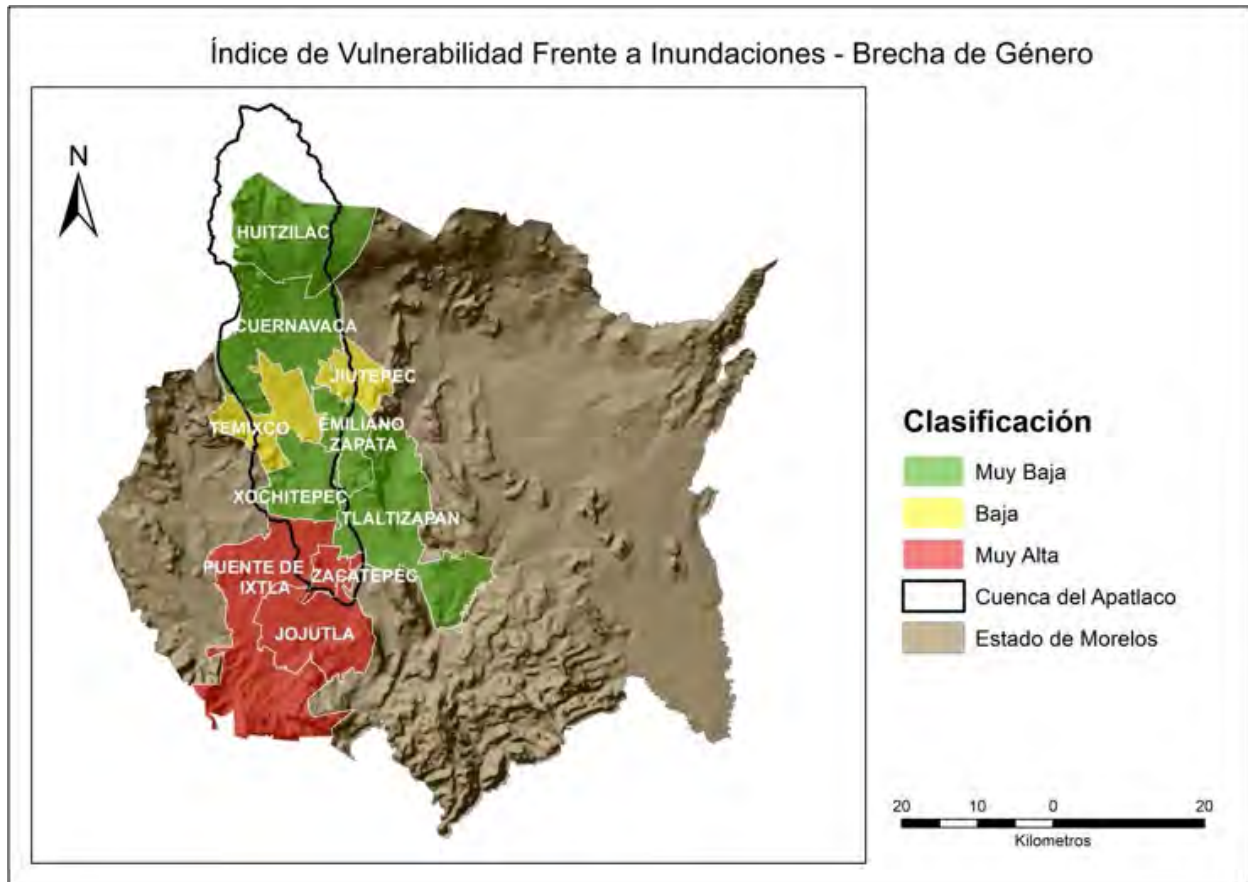 Índice de Vulnerabilidad Frente a Inundaciones - Brecha de Género
N
HUITZILAC
CUERNAVACA
JIUTEPEC
TEMIXCO
EMILIANO
ZAPATA
XOCHITEPEC
TLALTIZAPÁN
PUENTE DE
IXTLA
ZACATEPEC
JOJUTLA
Clasificación
Muy Baja
Baja
Muy Alta
Cuenca del Apatlaco
Estado de Morelos
20 10 0 20
Kilometros